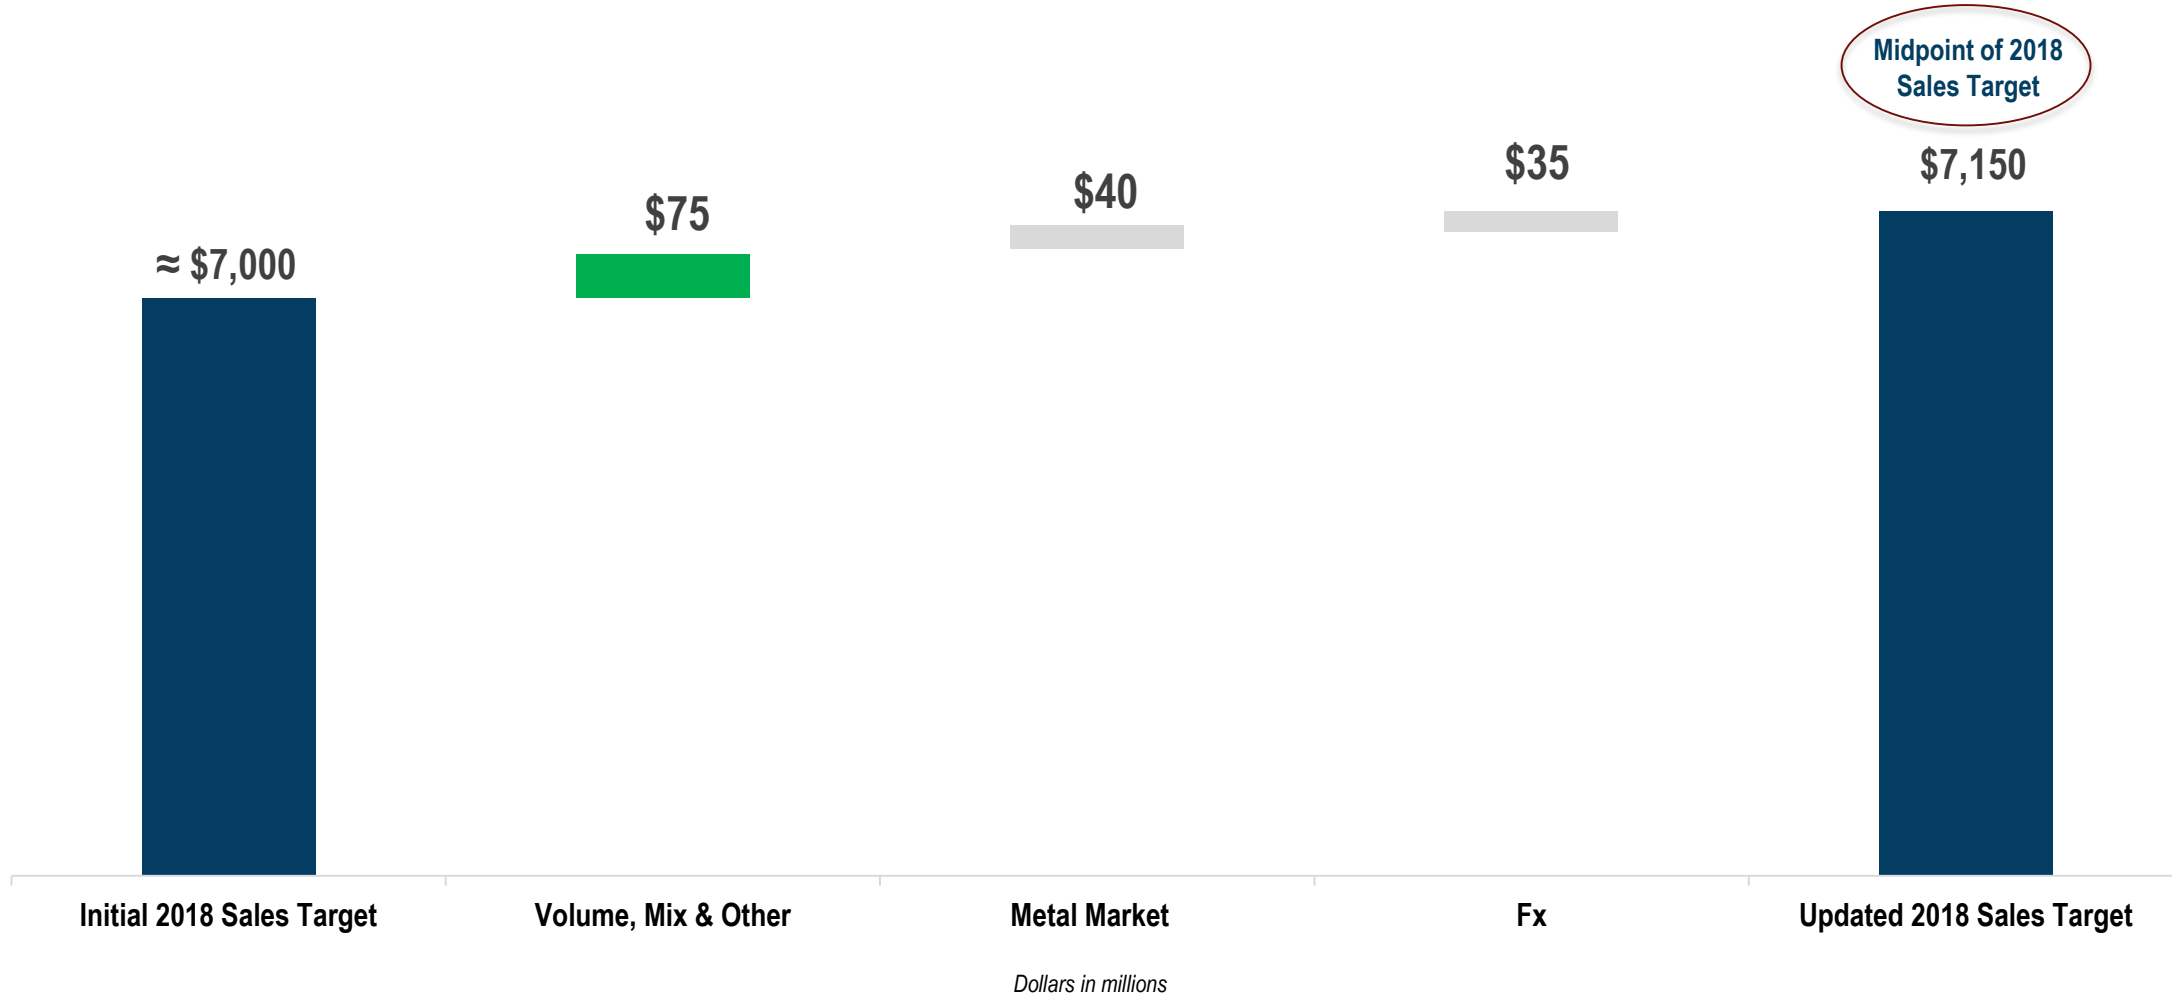 Midpoint of 2018
Sales Target
≈ $7,000
$75
$40
$35
$7,150
Initial 2018 Sales Target
Volume, Mix & Other
Metal Market
Fx
Updated 2018 Sales Target
Dollars in millions